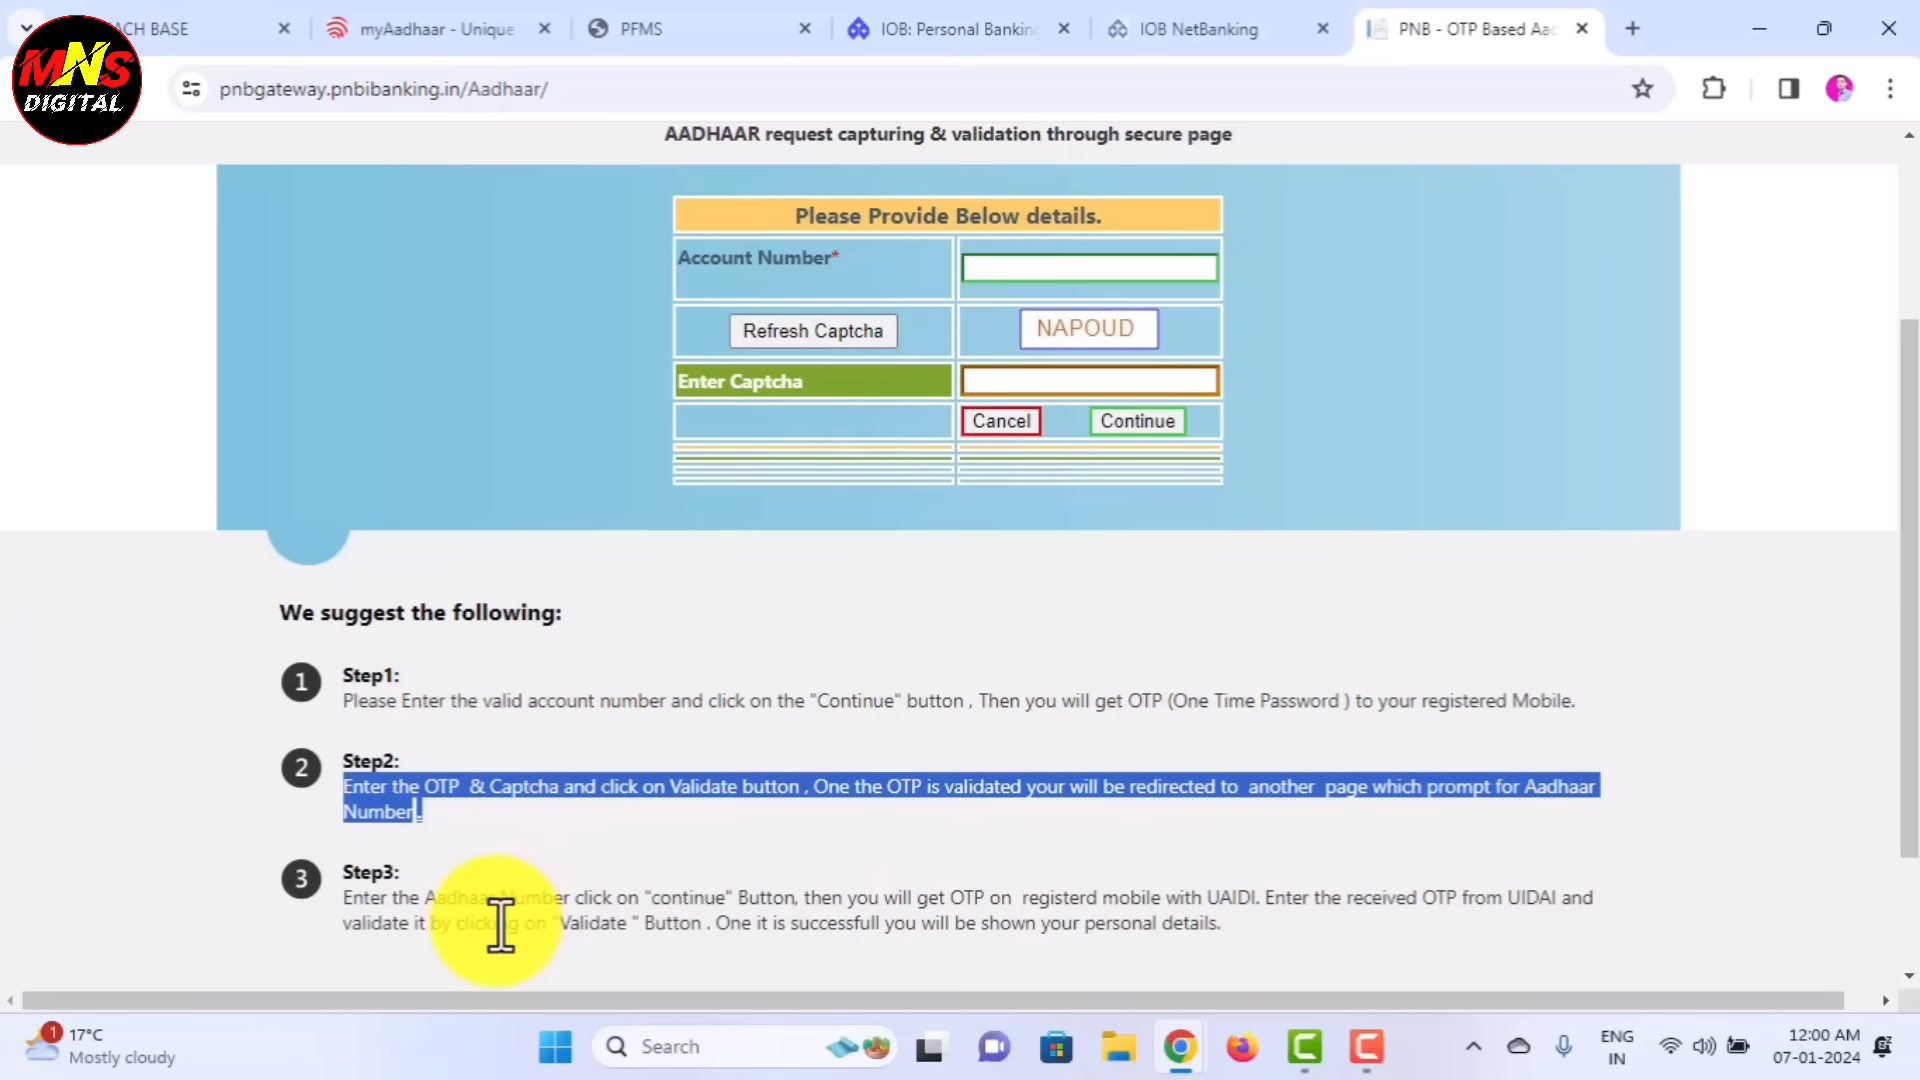 ACH BASE
myAadhaar - Unique
PFMS
IOB: Personal Banking
IOB NetBanking
PNB - OTP Based Aac
MNS
DIGITAL
pnbgateway.pnbibanking.in/Aadhaar/
AADHAAR request capturing & validation through secure page
Please Provide Below details.
Account Number*
Refresh Captcha
NAPOUD
Enter Captcha
Cancel
Continue
We suggest the following:
1
Step1:
Please Enter the valid account number and click on the "Continue" button , Then you will get OTP (One Time Password ) to your registered Mobile.
2
Step2:
Enter the OTP & Captcha and click on Validate button , One the OTP is validated your will be redirected to another page which prompt for Aadhaar
Number .
3
Step3:
Enter the Aadhaar Number click on "continue" Button, then you will get OTP on registerd mobile with UAIDI. Enter the received OTP from UIDAI and
validate it by clicking on "Validate " Button . One it is successfull you will be shown your personal details.
1
17°C
Mostly cloudy
Search
ENG
IN
12:00 AM
07-01-2024